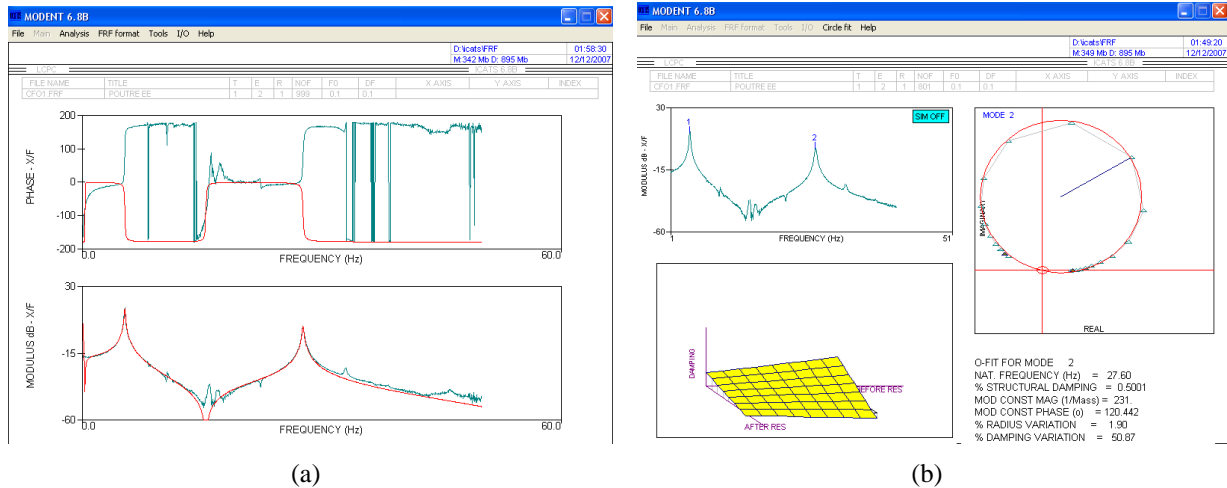 MODENT 6.8B
File Main Analysis FRF format Tools I/O Help
D:\icats\FRF 01:58:30
M:342 Mb D: 895 Mb 12/12/2007
LCPC ICATS 6.8B
FILE NAME TITLE T E R NOF F0 DF X AXIS Y AXIS INDEX
CFO1.FRF POUTRE EE 1 2 1 999 0.1 0.1
200
100
0
-100
-200
PHASE - X/F
0.0 FREQUENCY (Hz) 60.0
30
-15
-60
MODULUS dB - X/F
0.0 FREQUENCY (Hz) 60.0
(a)
MODENT 6.8B
File Main Analysis FRF format Tools I/O Circle fit Help
D:\icats\FRF 01:49:20
M:349 Mb D: 895 Mb 12/12/2007
LCPC ICATS 6.8B
FILE NAME TITLE T E R NOF F0 DF X AXIS Y AXIS INDEX
CFO1.FRF POUTRE EE 1 2 1 801 0.1 0.1
30
-15
-60
MODULUS dB - X/F
1
2
SIM OFF
1 FREQUENCY (Hz) 51
MODE 2
IMAGINARY
REAL
DAMPING
BEFORE RES
AFTER RES
O-FIT FOR MODE 2
NAT. FREQUENCY (Hz) = 27.60
% STRUCTURAL DAMPING = 0.5001
MOD CONST MAG (1/Mass) = 231.
MOD CONST PHASE (o) = 120.442
% RADIUS VARIATION = 1.90
% DAMPING VARIATION = 50.87
(b)